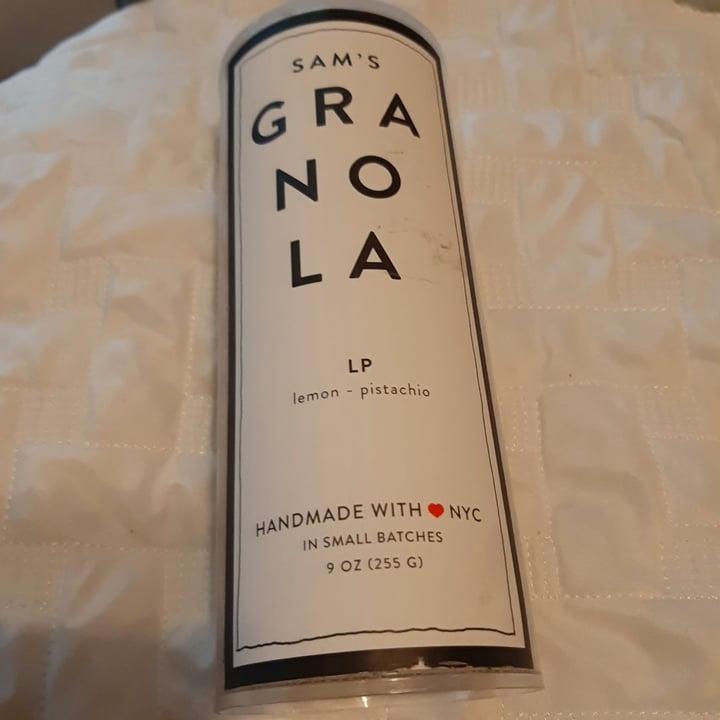 SAM'S
GRA
NO
LA
LP
lemon - pistachio
HANDMADE WITH ♥ NYC
IN SMALL BATCHES
9 OZ (255 G)